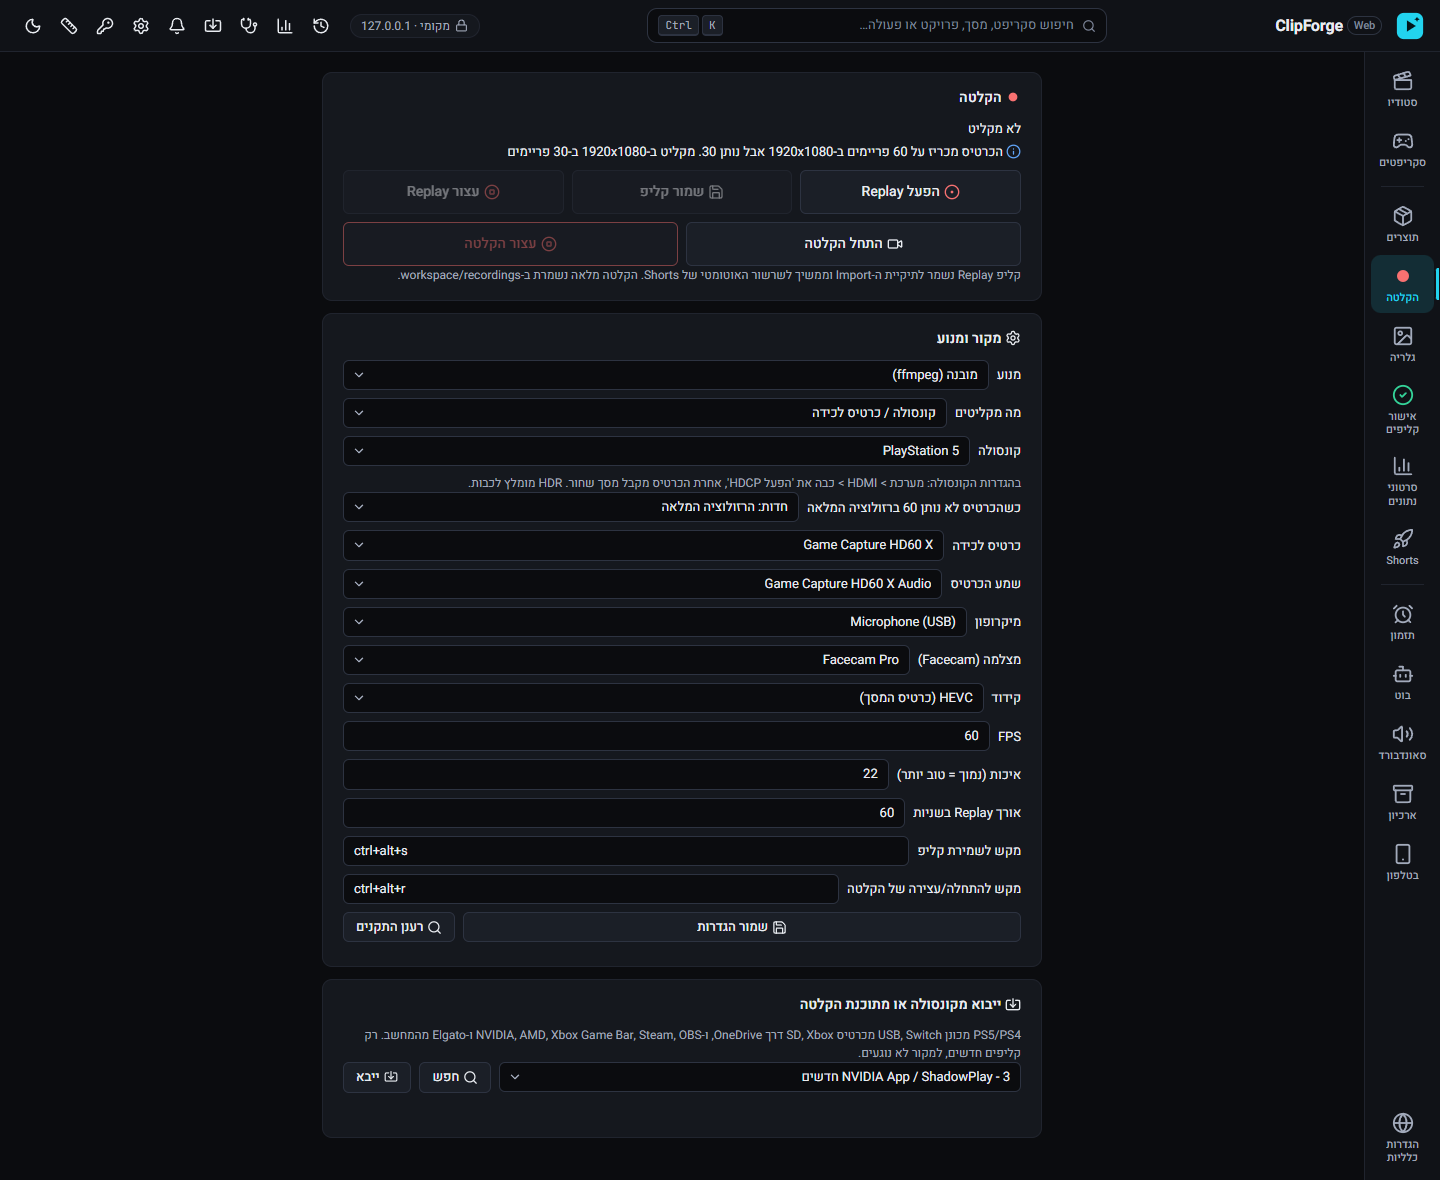 ClipForge Web
חיפוש סקריפט, מסך, פרויקט או פעולה...
Ctrl K
מקומי · 127.0.0.1
סטודיו
סקריפטים
תוצרים
הקלטה
גלריה
אישור
קליפים
סרטוני
נתונים
Shorts
תזמון
בוט
סאונדבורד
ארכיון
בטלפון
הגדרות
כלליות
הקלטה
לא מקליט
הכרטיס מכריז על 60 פריימים ב-1920x1080 אבל נותן 30. מקליט ב-1920x1080 ב-30 פריימים
הפעל Replay
שמור קליפ
עצור Replay
התחל הקלטה
עצור הקלטה
קליפ Replay נשמר לתיקיית ה-Import וממשיך לשרשור האוטומטי של Shorts. הקלטה מלאה נשמרת ב-workspace/recordings.
מקור ומנוע
מנוע
מובנה (ffmpeg)
מה מקליטים
קונסולה / כרטיס לכידה
קונסולה
PlayStation 5
בהגדרות הקונסולה: מערכת > HDMI > כבה את 'הפעל HDCP', אחרת הכרטיס מקבל מסך שחור. HDR מומלץ לכבות.
כשהכרטיס לא נותן 60 ברזולוציה המלאה
חדות: הרזולוציה המלאה
כרטיס לכידה
Game Capture HD60 X
שמע הכרטיס
Game Capture HD60 X Audio
מיקרופון
Microphone (USB)
מצלמה (Facecam)
Facecam Pro
קידוד
HEVC (כרטיס המסך)
FPS
60
איכות (נמוך = טוב יותר)
22
אורך Replay בשניות
60
מקש לשמירת קליפ
ctrl+alt+s
מקש להתחלה/עצירה של הקלטה
ctrl+alt+r
שמור הגדרות
רענן התקנים
ייבוא מקונסולה או מתוכנת הקלטה
PS5/PS4 מכונן USB, Switch מכרטיס SD, Xbox דרך OneDrive, ו-NVIDIA, AMD, Xbox Game Bar, Steam, OBS ו-Elgato מהמחשב. רק
קליפים חדשים, למקור לא נוגעים.
NVIDIA App / ShadowPlay - 3 חדשים
חפש
ייבא